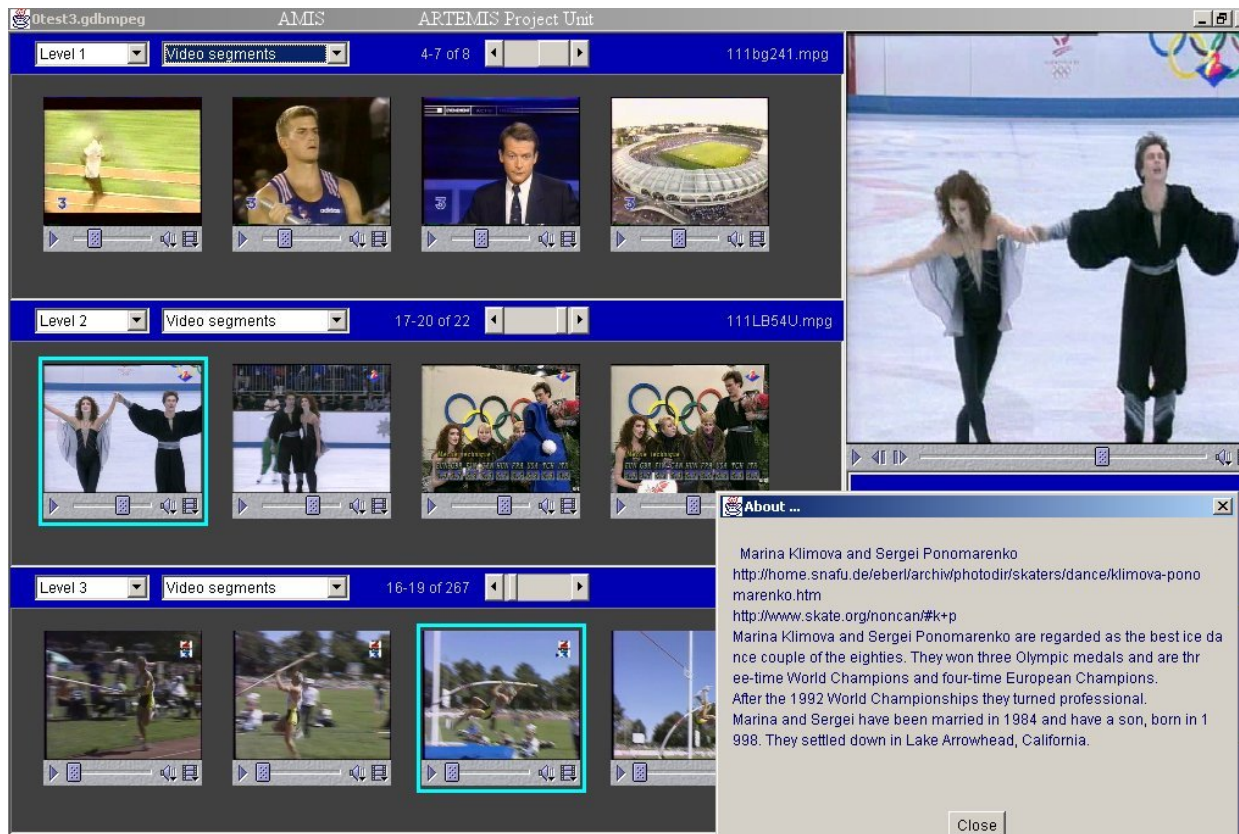 0test3.gdbmpeg AMIS ARTEMIS Project Unit
Level 1 Video segments 4-7 of 8 111bg241.mpg
3
3 adidas
EVENEMENT
3
3
Level 2 Video segments 17-20 of 22 111LB54U.mpg
Level 3 Video segments 16-19 of 267
About ...
Marina Klimova and Sergei Ponomarenko
http://home.snafu.de/eberl/archiv/photodir/skaters/dance/klimova-pono
marenko.htm
http://www.skate.org/noncan/#k+p
Marina Klimova and Sergei Ponomarenko are regarded as the best ice da
nce couple of the eighties. They won three Olympic medals and are thr
ee-time World Champions and four-time European Champions.
After the 1992 World Championships they turned professional.
Marina and Sergei have been married in 1984 and have a son, born in 1
998. They settled down in Lake Arrowhead, California.
Close